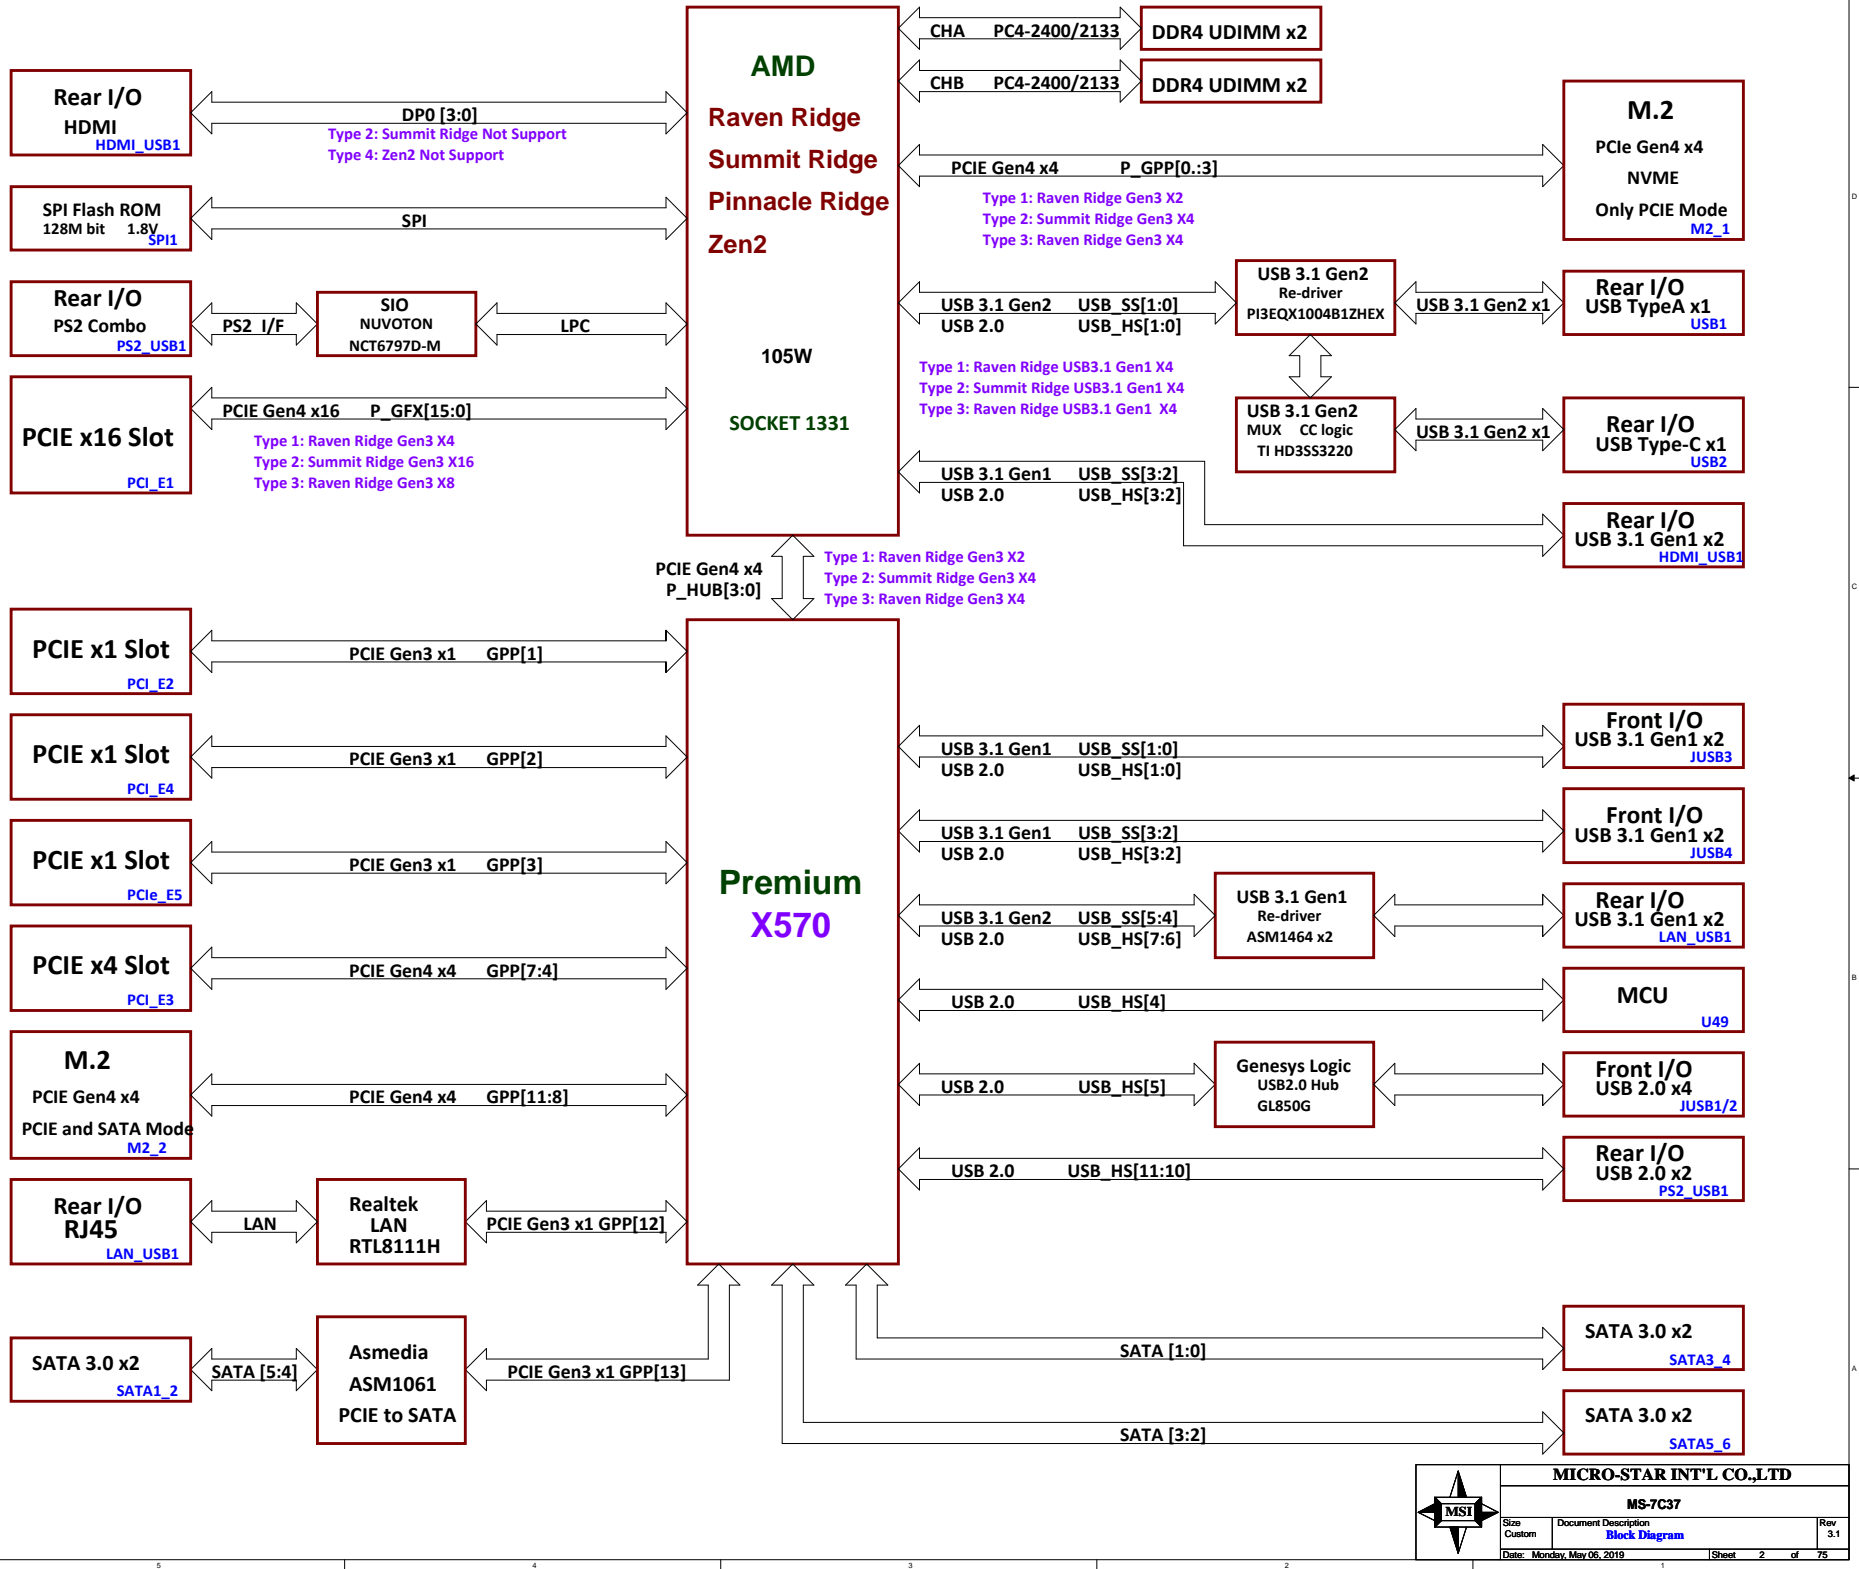 AMD
Raven Ridge
Summit Ridge
Pinnacle Ridge
Zen2
105W
SOCKET 1331
CHA PC4-2400/2133
DDR4 UDIMM x2
CHB PC4-2400/2133
DDR4 UDIMM x2
Rear I/O
HDMI
HDMI_USB1
DP0 [3:0]
Type 2: Summit Ridge Not Support
Type 4: Zen2 Not Support
SPI Flash ROM
128M bit 1.8V
SPI1
SPI
Rear I/O
PS2 Combo
PS2_USB1
PS2 I/F
SIO
NUVOTON
NCT6797D-M
LPC
PCIE x16 Slot
PCI_E1
PCIE Gen4 x16 P_GFX[15:0]
Type 1: Raven Ridge Gen3 X4
Type 2: Summit Ridge Gen3 X16
Type 3: Raven Ridge Gen3 X8
PCIE Gen4 x4 P_GPP[0.:3]
Type 1: Raven Ridge Gen3 X2
Type 2: Summit Ridge Gen3 X4
Type 3: Raven Ridge Gen3 X4
M.2
PCIe Gen4 x4
NVME
Only PCIE Mode
M2_1
USB 3.1 Gen2 USB_SS[1:0]
USB 2.0 USB_HS[1:0]
USB 3.1 Gen2
Re-driver
PI3EQX1004B1ZHEX
USB 3.1 Gen2 x1
Rear I/O
USB TypeA x1
USB1
Type 1: Raven Ridge USB3.1 Gen1 X4
Type 2: Summit Ridge USB3.1 Gen1 X4
Type 3: Raven Ridge USB3.1 Gen1 X4
USB 3.1 Gen2
MUX CC logic
TI HD3SS3220
USB 3.1 Gen2 x1
Rear I/O
USB Type-C x1
USB2
USB 3.1 Gen1 USB_SS[3:2]
USB 2.0 USB_HS[3:2]
Rear I/O
USB 3.1 Gen1 x2
HDMI_USB1
PCIE Gen4 x4
P_HUB[3:0]
Type 1: Raven Ridge Gen3 X2
Type 2: Summit Ridge Gen3 X4
Type 3: Raven Ridge Gen3 X4
Premium
X570
PCIE x1 Slot
PCI_E2
PCIE Gen3 x1 GPP[1]
PCIE x1 Slot
PCI_E4
PCIE Gen3 x1 GPP[2]
PCIE x1 Slot
PCIe_E5
PCIE Gen3 x1 GPP[3]
PCIE x4 Slot
PCI_E3
PCIE Gen4 x4 GPP[7:4]
M.2
PCIE Gen4 x4
PCIE and SATA Mode
M2_2
PCIE Gen4 x4 GPP[11:8]
Rear I/O
RJ45
LAN_USB1
LAN
Realtek
LAN
RTL8111H
PCIE Gen3 x1 GPP[12]
SATA 3.0 x2
SATA1_2
SATA [5:4]
Asmedia
ASM1061
PCIE to SATA
PCIE Gen3 x1 GPP[13]
USB 3.1 Gen1 USB_SS[1:0]
USB 2.0 USB_HS[1:0]
Front I/O
USB 3.1 Gen1 x2
JUSB3
USB 3.1 Gen1 USB_SS[3:2]
USB 2.0 USB_HS[3:2]
Front I/O
USB 3.1 Gen1 x2
JUSB4
USB 3.1 Gen2 USB_SS[5:4]
USB 2.0 USB_HS[7:6]
USB 3.1 Gen1
Re-driver
ASM1464 x2
Rear I/O
USB 3.1 Gen1 x2
LAN_USB1
USB 2.0 USB_HS[4]
MCU
U49
USB 2.0 USB_HS[5]
Genesys Logic
USB2.0 Hub
GL850G
Front I/O
USB 2.0 x4
JUSB1/2
USB 2.0 USB_HS[11:10]
Rear I/O
USB 2.0 x2
PS2_USB1
SATA [1:0]
SATA 3.0 x2
SATA3_4
SATA [3:2]
SATA 3.0 x2
SATA5_6
D
C
B
A
MSI
MICRO-STAR INT'L CO.,LTD
MS-7C37
Size
Custom
Document Description
Block Diagram
Rev
3.1
Date: Monday, May 06, 2019
Sheet 2 of 75
5 4 3 2 1